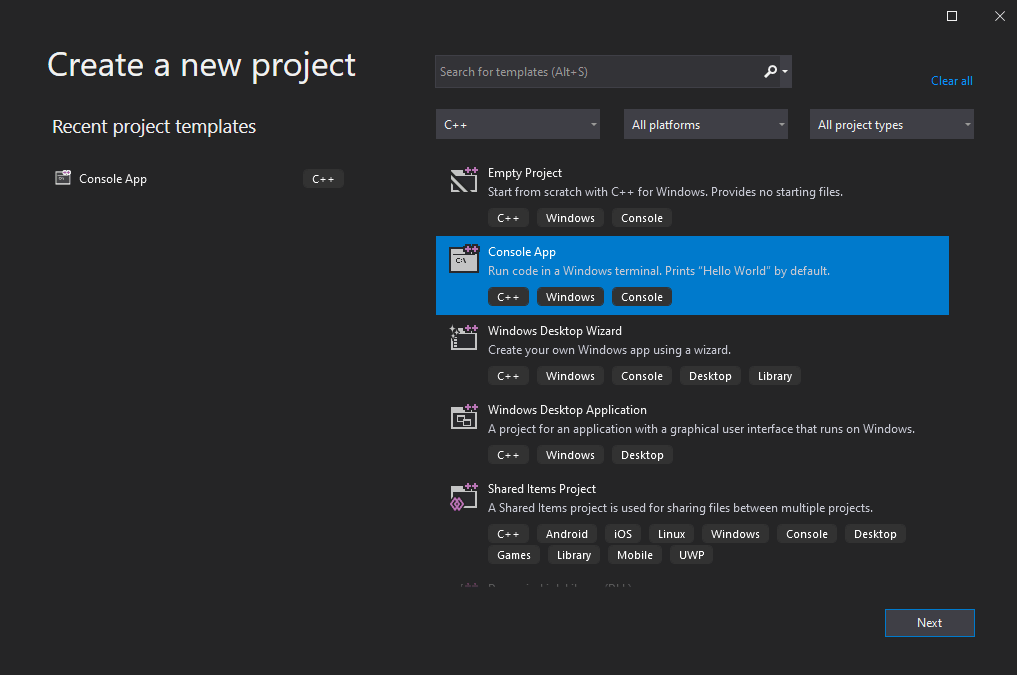 Create a new project
Search for templates (Alt+S)
Clear all
Recent project templates
C++
All platforms
All project types
Console App
C++
Empty Project
Start from scratch with C++ for Windows. Provides no starting files.
C++ Windows Console
Console App
C:\
Run code in a Windows terminal. Prints "Hello World" by default.
C++ Windows Console
Windows Desktop Wizard
Create your own Windows app using a wizard.
C++ Windows Console Desktop Library
Windows Desktop Application
A project for an application with a graphical user interface that runs on Windows.
C++ Windows Desktop
Shared Items Project
A Shared Items project is used for sharing files between multiple projects.
C++ Android iOS Linux Windows Console Desktop
Games Library Mobile UWP
Next